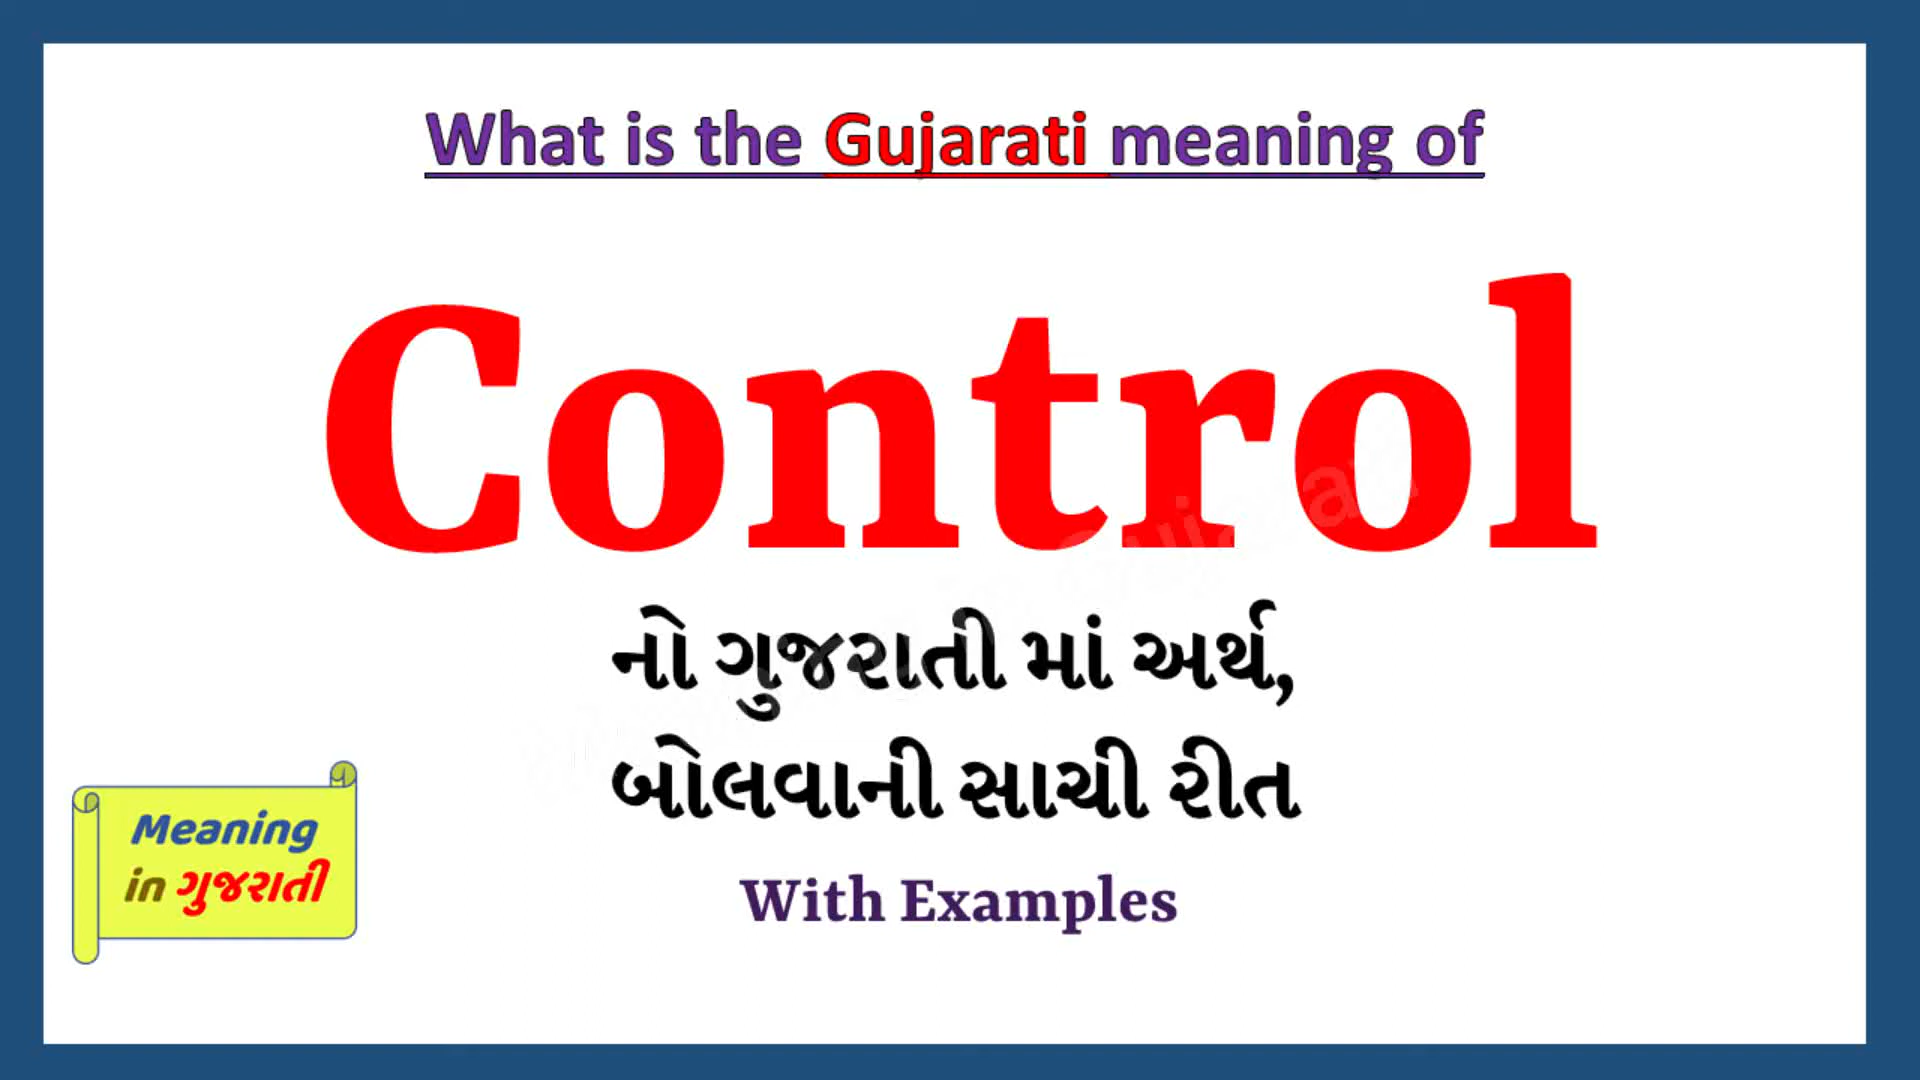 What is the Gujarati meaning of
Control
નો ગુજરાતી માં અર્થ,
બોલવાની સાચી રીત
With Examples
Meaning
in ગુજરાતી